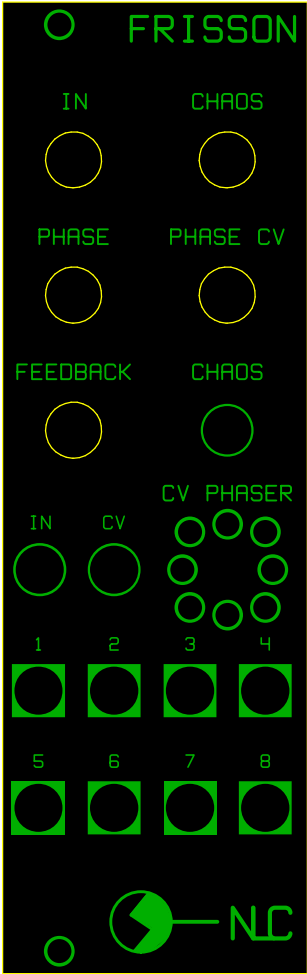 FRISSON
IN CHAOS
PHASE PHASE CV
FEEDBACK CHAOS
CV PHASER
IN CV
1 2 3 4
5 6 7 8
NLC